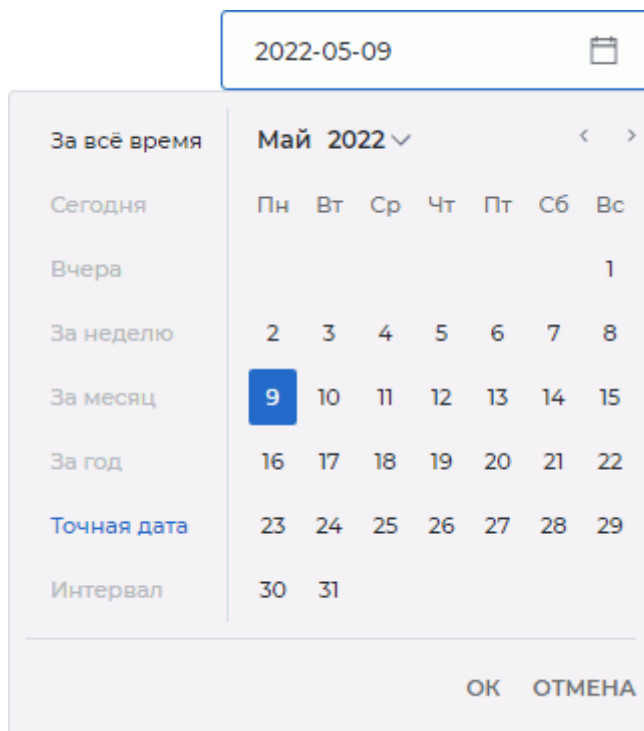 2022-05-09
За всё время
Май 2022
Сегодня
Пн Вт Ср Чт Пт Сб Вс
Вчера
1
За неделю
2 3 4 5 6 7 8
За месяц
9 10 11 12 13 14 15
За год
16 17 18 19 20 21 22
Точная дата
23 24 25 26 27 28 29
Интервал
30 31
ОК ОТМЕНА